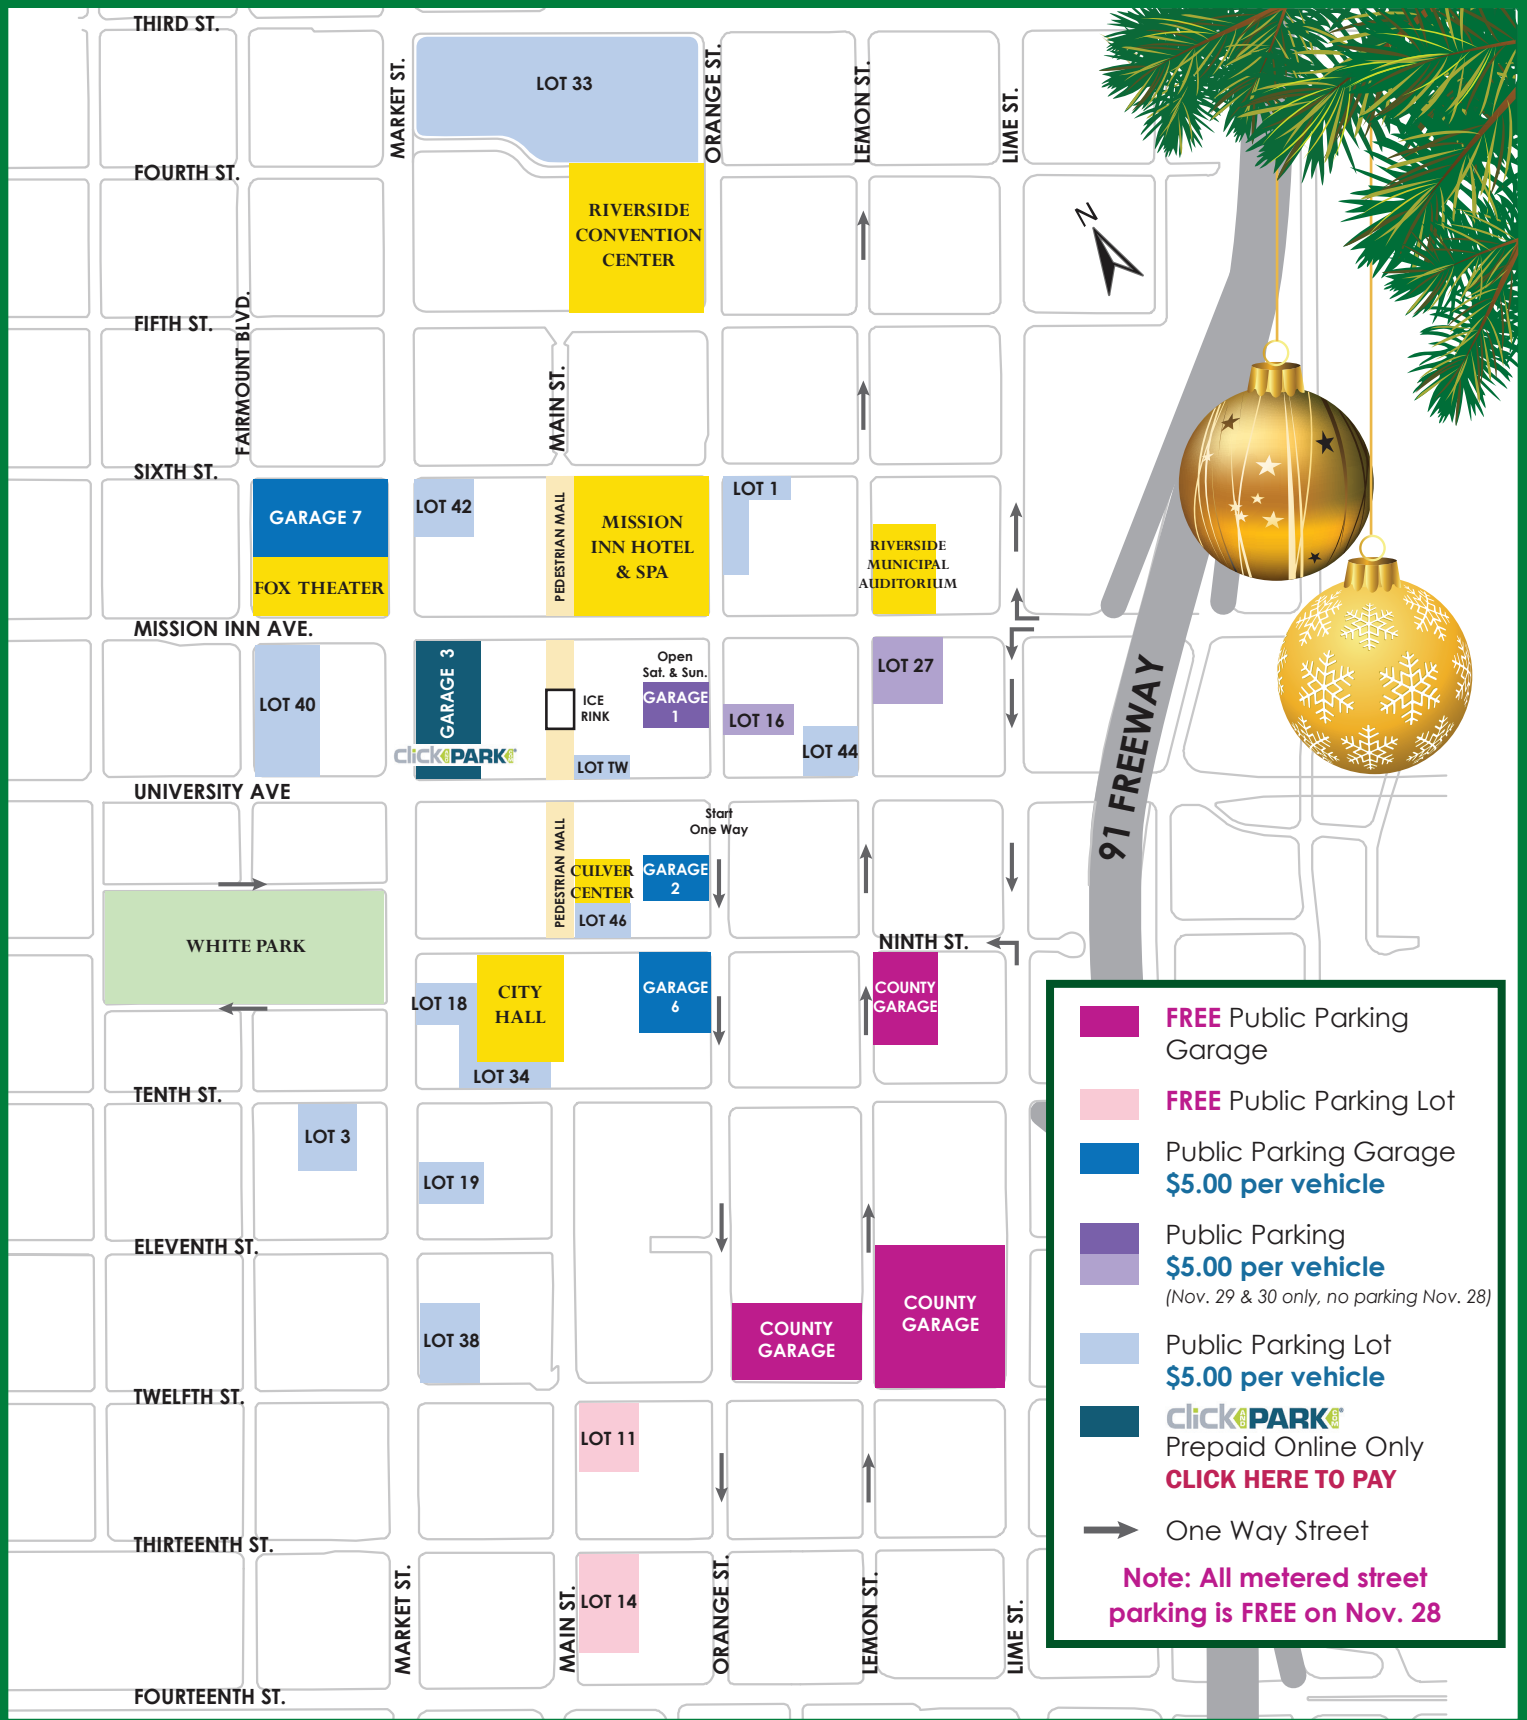 THIRD ST.
MARKET ST.
LOT 33
ORANGE ST.
LEMON ST.
LIME ST.
FOURTH ST.
RIVERSIDE
CONVENTION
CENTER
N
FIFTH ST.
FAIRMOUNT BLVD.
MAIN ST.
SIXTH ST.
GARAGE 7
FOX THEATER
LOT 42
PEDESTRIAN MALL
MISSION
INN HOTEL
& SPA
LOT 1
RIVERSIDE
MUNICIPAL
AUDITORIUM
MISSION INN AVE.
LOT 40
GARAGE 3
clickANDPARK.COM®
ICE
RINK
Open
Sat. & Sun.
GARAGE
1
LOT TW
LOT 16
LOT 44
LOT 27
91 FREEWAY
UNIVERSITY AVE
PEDESTRIAN MALL
CULVER
CENTER
LOT 46
Start
One Way
GARAGE
2
WHITE PARK
NINTH ST.
LOT 18
CITY
HALL
LOT 34
GARAGE
6
COUNTY
GARAGE
TENTH ST.
LOT 3
LOT 19
ELEVENTH ST.
LOT 38
COUNTY
GARAGE
COUNTY
GARAGE
TWELFTH ST.
LOT 11
THIRTEENTH ST.
MARKET ST.
MAIN ST.
LOT 14
ORANGE ST.
LEMON ST.
LIME ST.
FOURTEENTH ST.
FREE Public Parking
Garage
FREE Public Parking Lot
Public Parking Garage
$5.00 per vehicle
Public Parking
$5.00 per vehicle
(Nov. 29 & 30 only, no parking Nov. 28)
Public Parking Lot
$5.00 per vehicle
clickANDPARK.COM®
Prepaid Online Only
CLICK HERE TO PAY
One Way Street
Note: All metered street
parking is FREE on Nov. 28